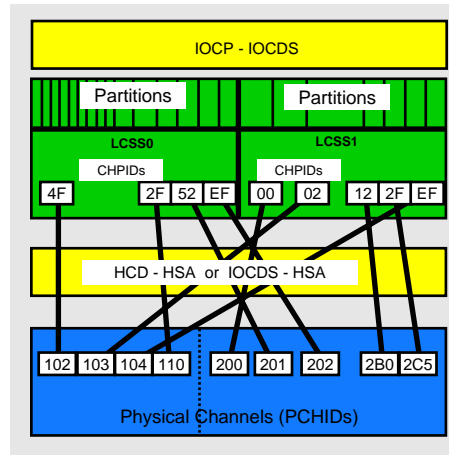 IOCP - IOCDS
Partitions Partitions
LCSS0 LCSS1
CHPIDs CHPIDs
4F 2F 52 EF 00 02 12 2F EF
HCD - HSA or IOCDS - HSA
102 103 104 110 200 201 202 2B0 2C5
Physical Channels (PCHIDs)